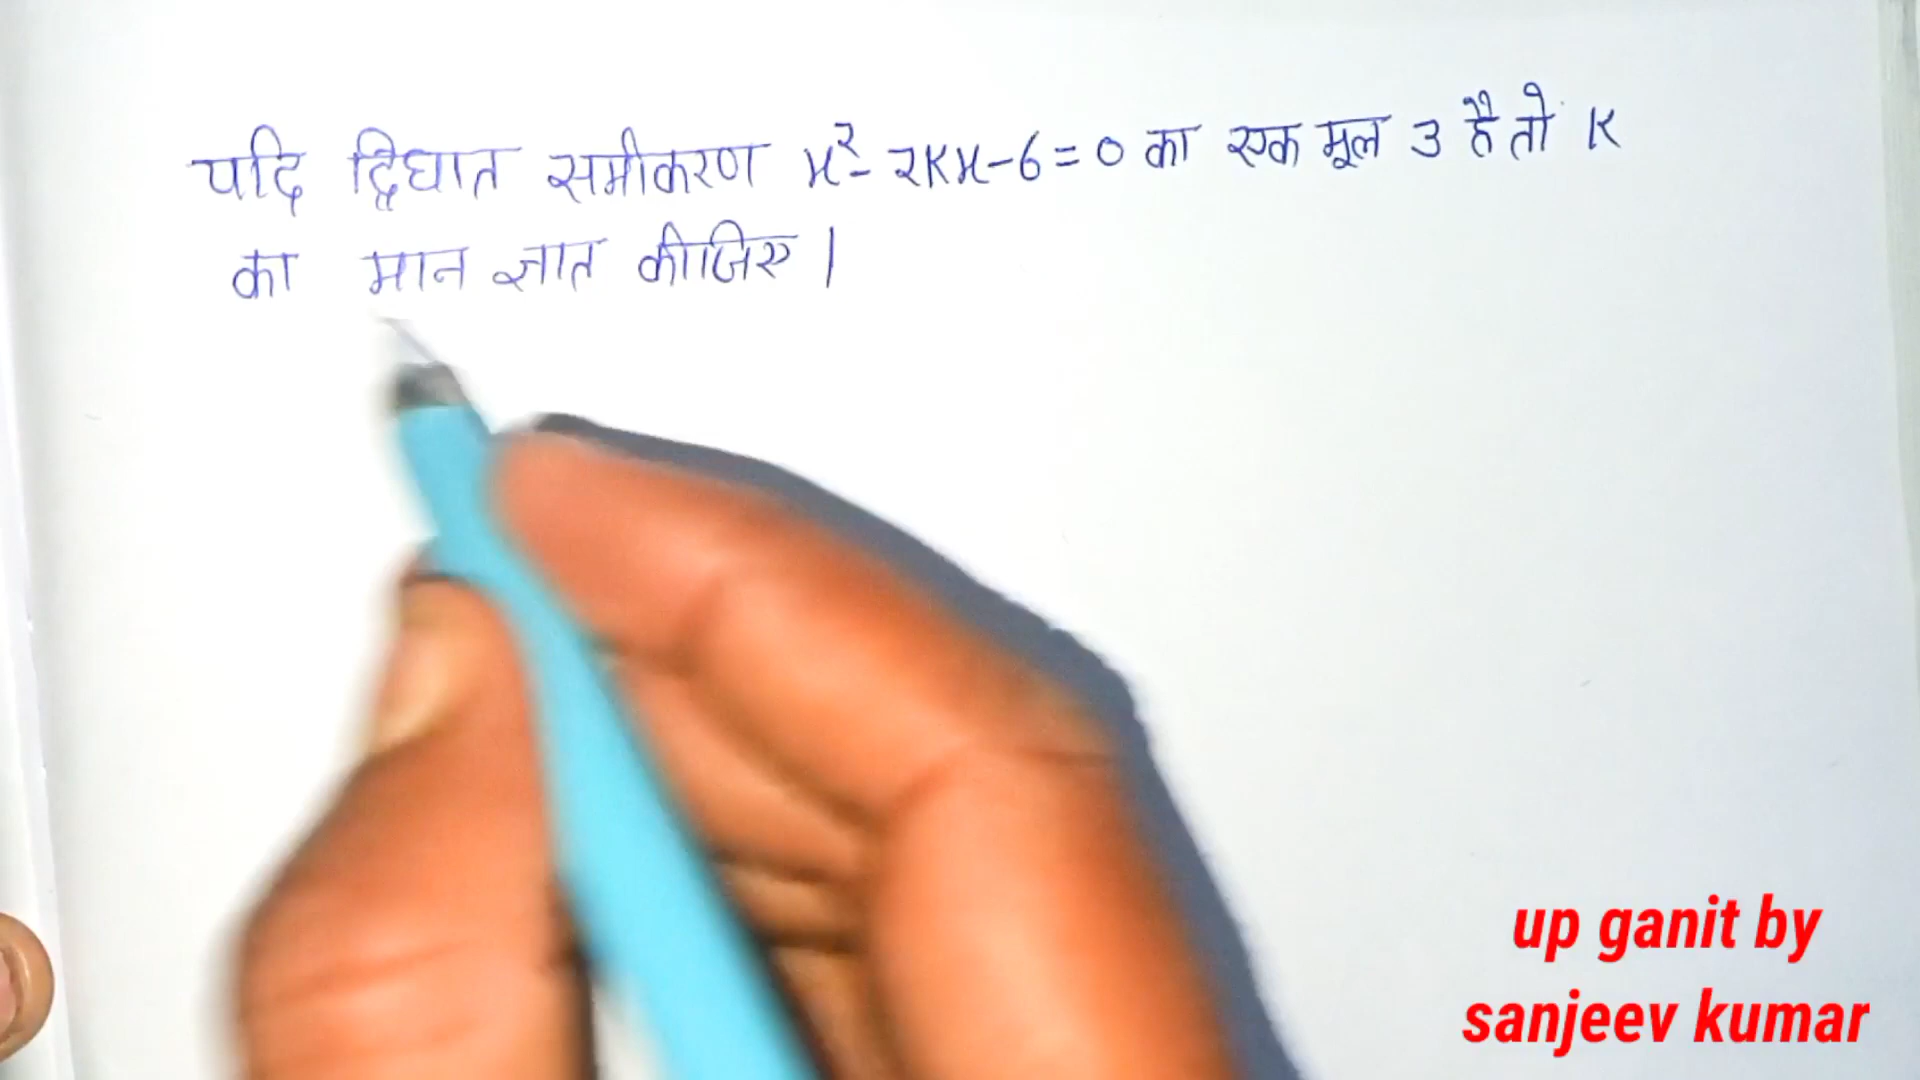 यदि द्विघात समीकरण x² - 2Kx - 6 = 0 का एक मूल 3 है तो K
का मान ज्ञात कीजिए ।
up ganit by
sanjeev kumar